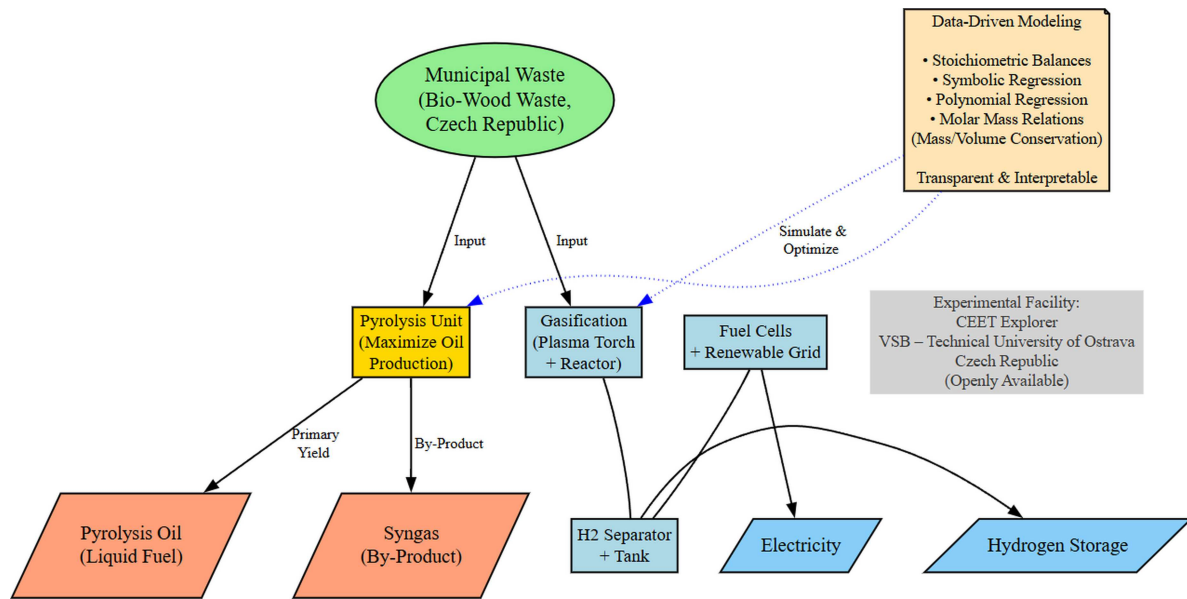 Data-Driven Modeling
• Stoichiometric Balances
• Symbolic Regression
• Polynomial Regression
• Molar Mass Relations
(Mass/Volume Conservation)
Transparent & Interpretable
Municipal Waste
(Bio-Wood Waste,
Czech Republic)
Input
Input
Simulate &
Optimize
Pyrolysis Unit
(Maximize Oil
Production)
Gasification
(Plasma Torch
+ Reactor)
Fuel Cells
+ Renewable Grid
Experimental Facility:
CEET Explorer
VSB – Technical University of Ostrava
Czech Republic
(Openly Available)
Primary
Yield
By-Product
Pyrolysis Oil
(Liquid Fuel)
Syngas
(By-Product)
H2 Separator
+ Tank
Electricity
Hydrogen Storage